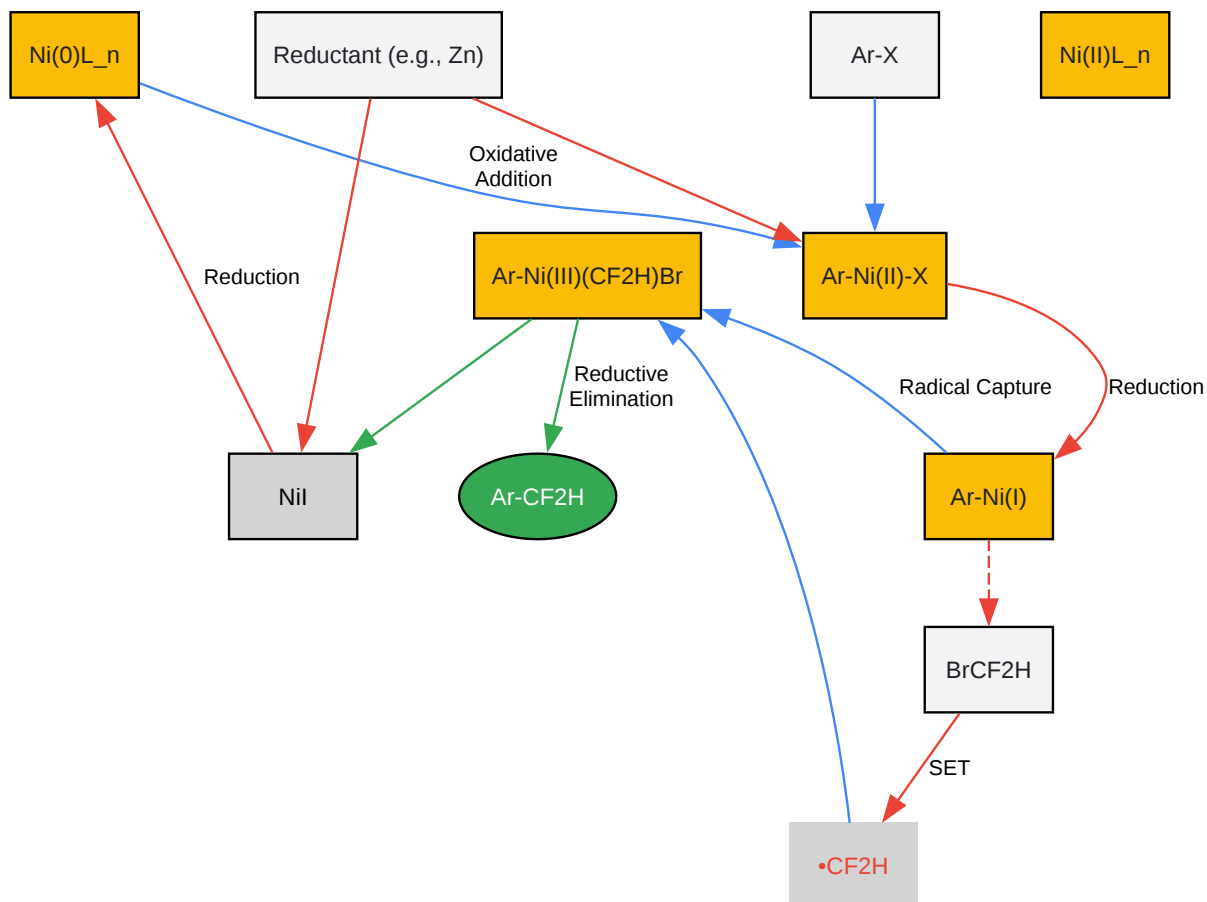 Ni(0)L_n
Reductant (e.g., Zn)
Ar-X
Ni(II)L_n
Oxidative
Addition
Reduction
Ar-Ni(III)(CF2H)Br
Ar-Ni(II)-X
Reductive
Elimination
Radical Capture
Reduction
NiI
Ar-CF2H
Ar-Ni(I)
BrCF2H
SET
•CF2H